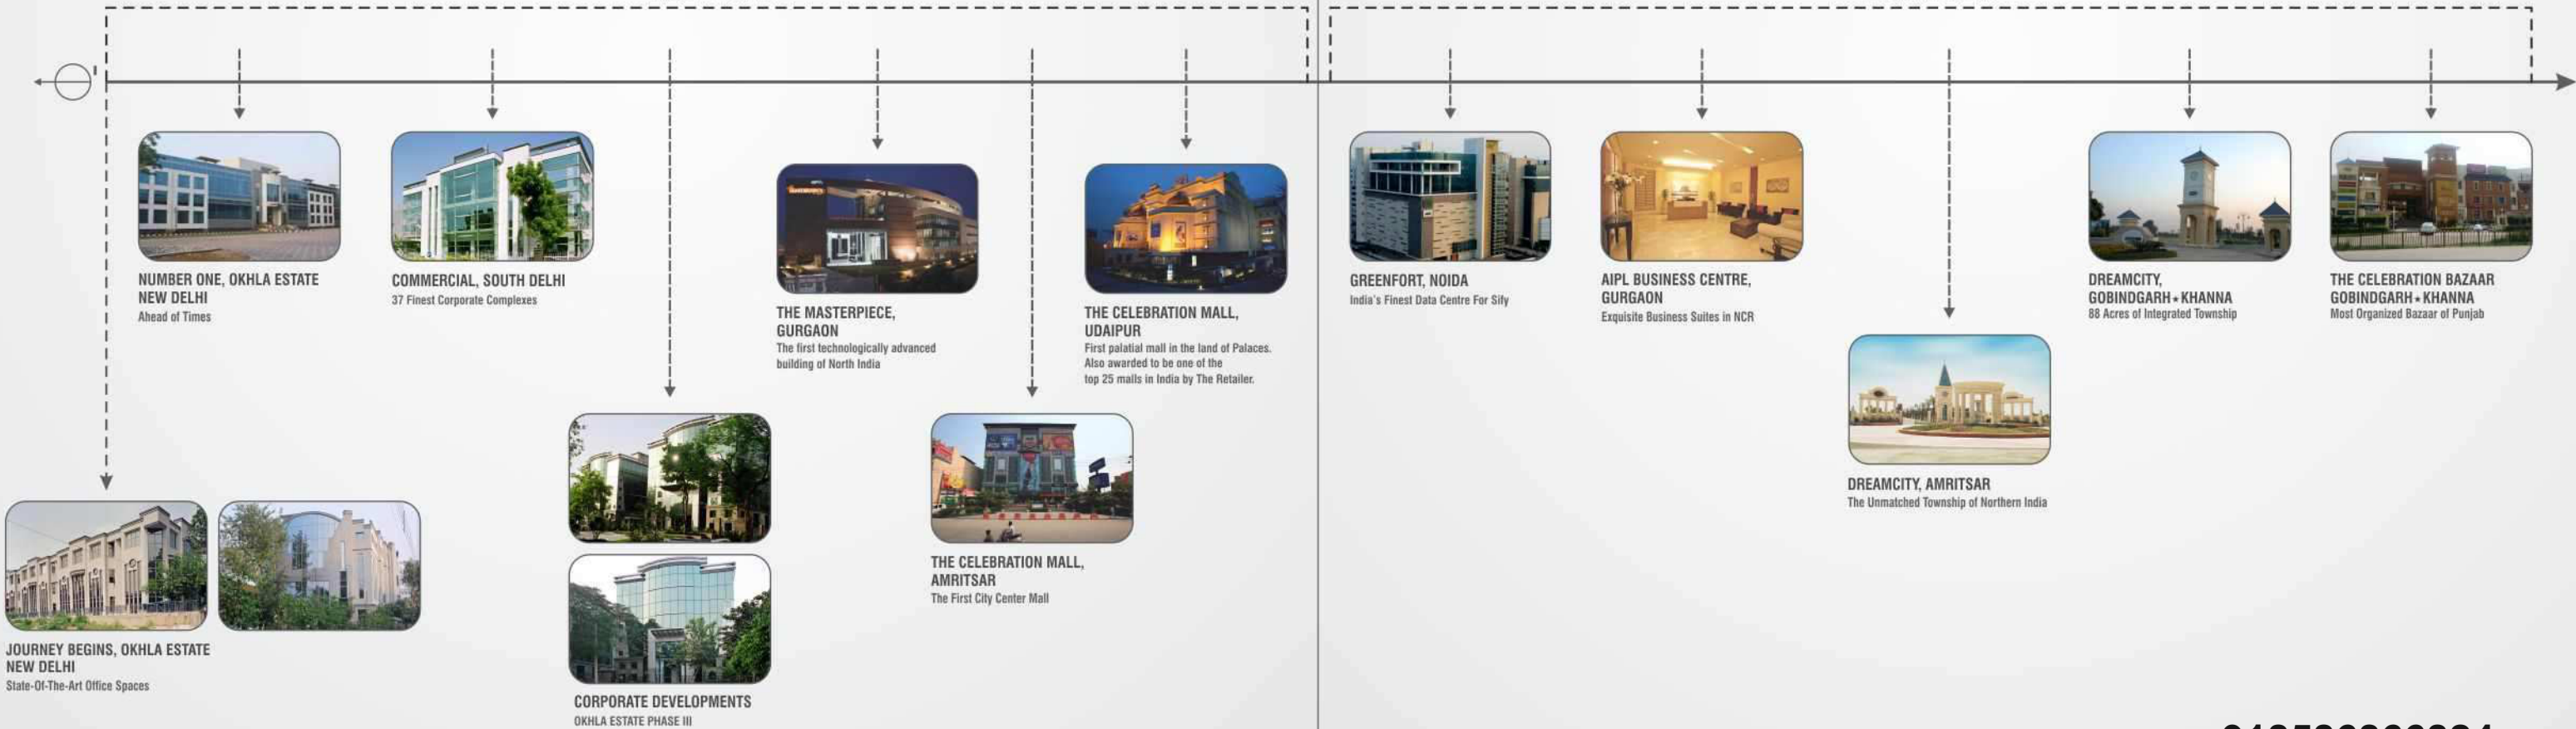 NUMBER ONE, OKHLA ESTATE
NEW DELHI
Ahead of Times
COMMERCIAL, SOUTH DELHI
37 Finest Corporate Complexes
THE MASTERPIECE,
GURGAON
The first technologically advanced
building of North India
THE CELEBRATION MALL,
UDAIPUR
First palatial mall in the land of Palaces.
Also awarded to be one of the
top 25 malls in India by The Retailer.
GREENFORT, NOIDA
India's Finest Data Centre For Sify
AIPL BUSINESS CENTRE,
GURGAON
Exquisite Business Suites in NCR
DREAMCITY,
GOBINDGARH★KHANNA
88 Acres of Integrated Township
THE CELEBRATION BAZAAR
GOBINDGARH★KHANNA
Most Organized Bazaar of Punjab
DREAMCITY, AMRITSAR
The Unmatched Township of Northern India
THE CELEBRATION MALL,
AMRITSAR
The First City Center Mall
JOURNEY BEGINS, OKHLA ESTATE
NEW DELHI
State-Of-The-Art Office Spaces
CORPORATE DEVELOPMENTS
OKHLA ESTATE PHASE III